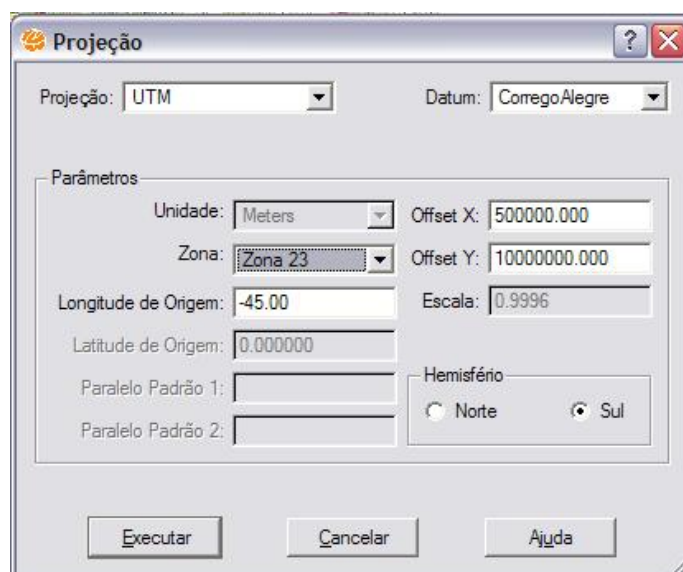 Projeção
Projeção: UTM Datum: CorregoAlegre
Parâmetros
Unidade: Meters Offset X: 500000.000
Zona: Zona 23 Offset Y: 10000000.000
Longitude de Origem: -45.00 Escala: 0.9996
Latitude de Origem: 0.000000
Hemisfério
Paralelo Padrão 1:
Norte Sul
Paralelo Padrão 2:
Executar Cancelar Ajuda